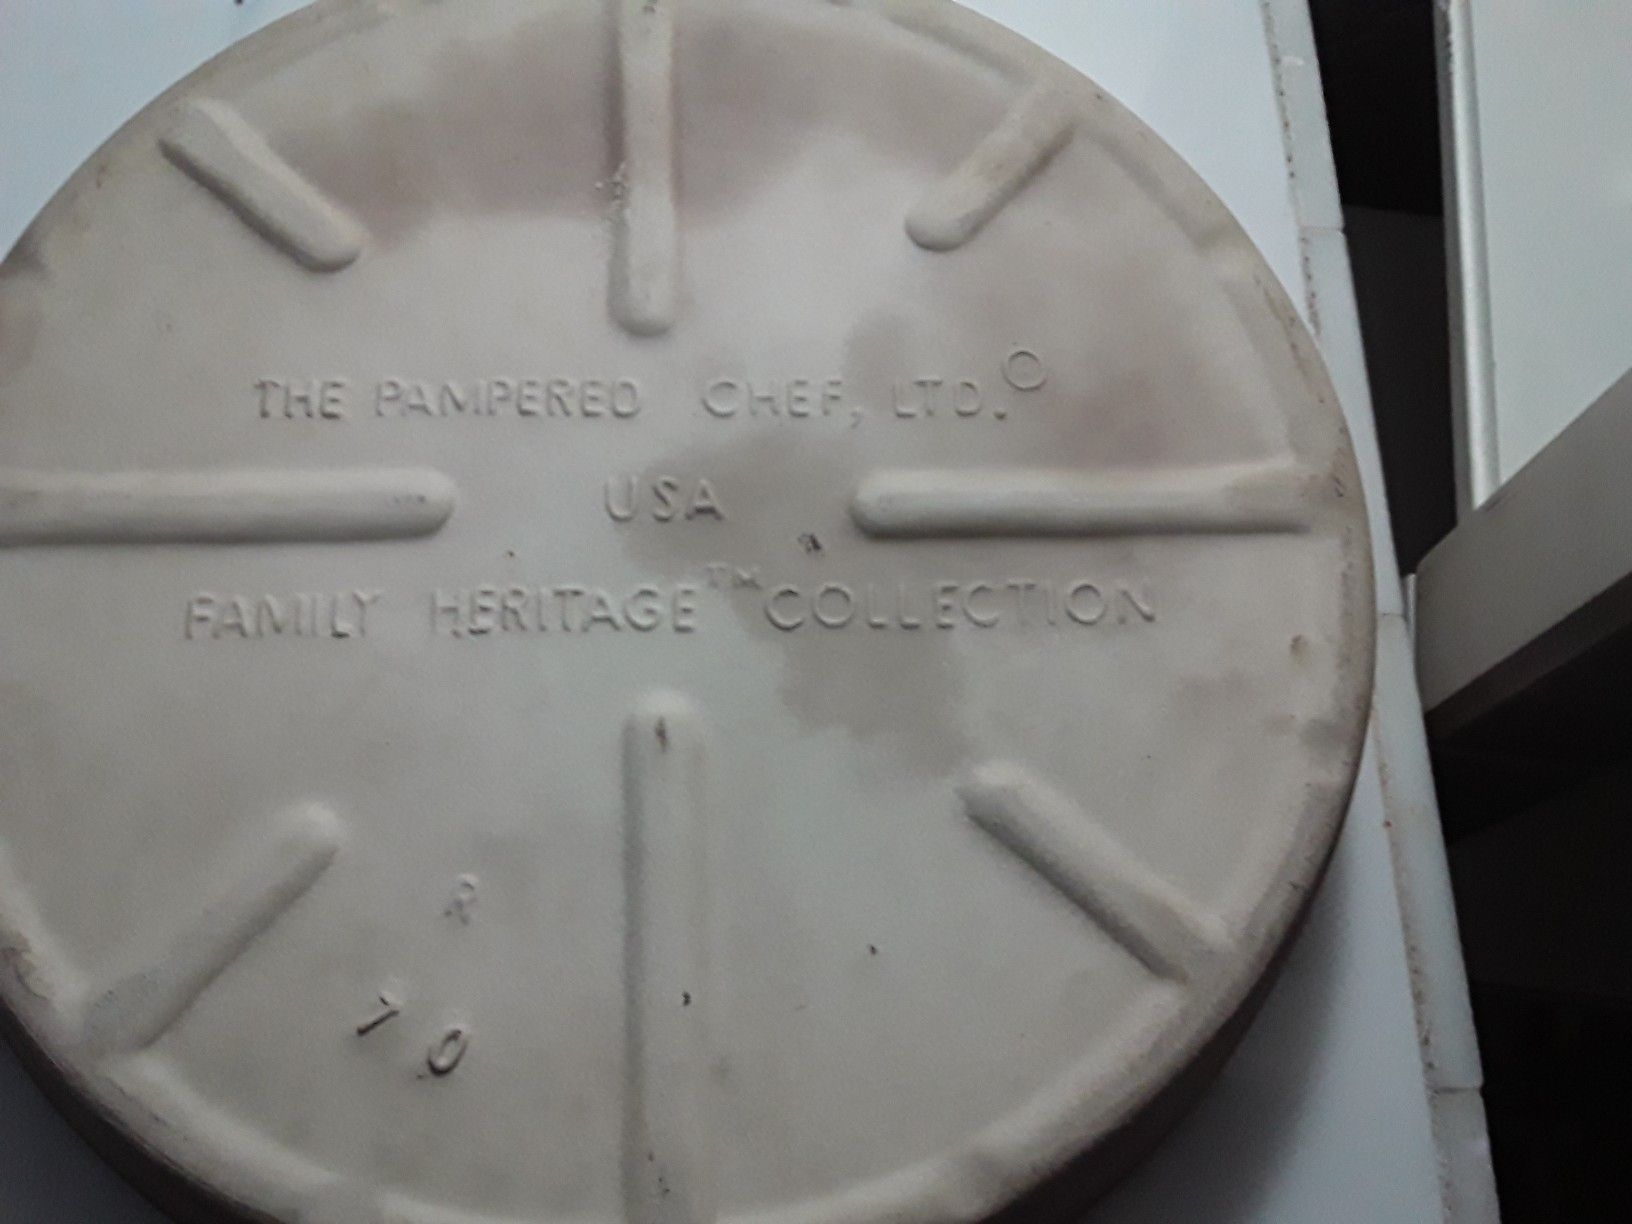 THE PAMPERED CHEF, LTD.
USA
FAMILY HERITAGE™ COLLECTION
R
70